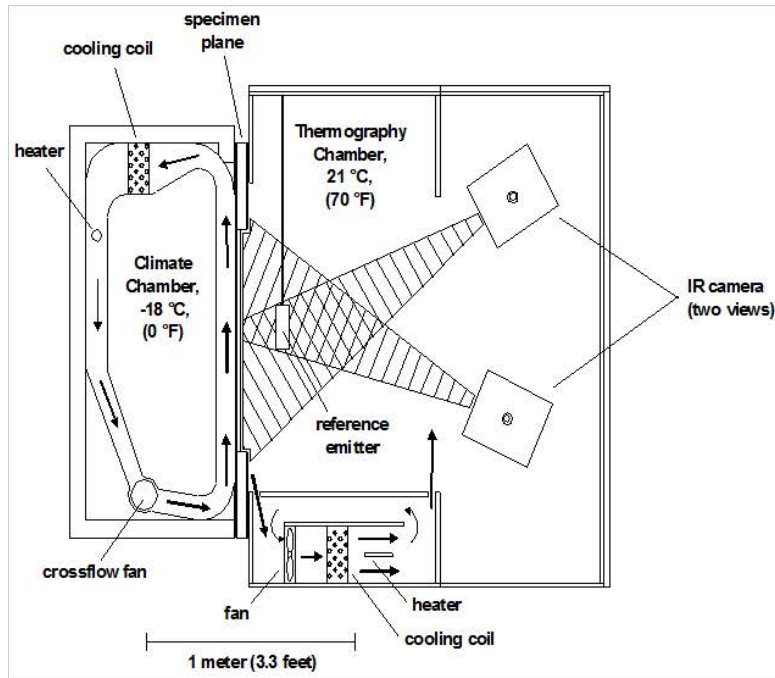 specimen
plane
cooling coil
heater
Thermography
Chamber,
21 °C,
(70 °F)
Climate
Chamber,
-18 °C,
(0 °F)
IR camera
(two views)
reference
emitter
crossflow fan
fan
heater
cooling coil
1 meter (3.3 feet)